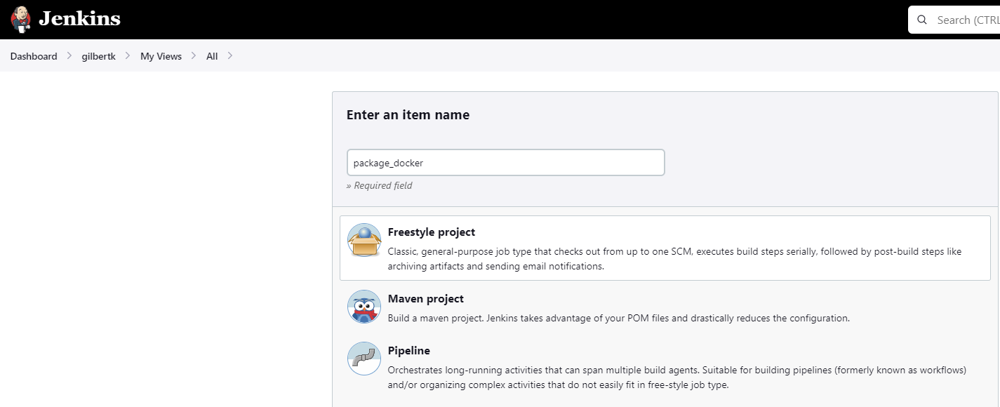 Jenkins
Search (CTRL
Dashboard
gilbertk
My Views
All
Enter an item name
package_docker
» Required field
Freestyle project
Classic, general-purpose job type that checks out from up to one SCM, executes build steps serially, followed by post-build steps like
archiving artifacts and sending email notifications.
Maven project
Build a maven project. Jenkins takes advantage of your POM files and drastically reduces the configuration.
Pipeline
Orchestrates long-running activities that can span multiple build agents. Suitable for building pipelines (formerly known as workflows)
and/or organizing complex activities that do not easily fit in free-style job type.